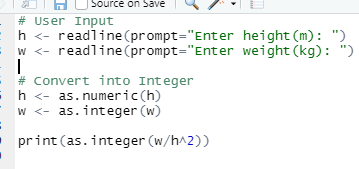 Source on Save
# User Input
h <- readline(prompt="Enter height(m): ")
w <- readline(prompt="Enter weight(kg): ")
# Convert into Integer
h <- as.numeric(h)
w <- as.integer(w)
print(as.integer(w/h^2))